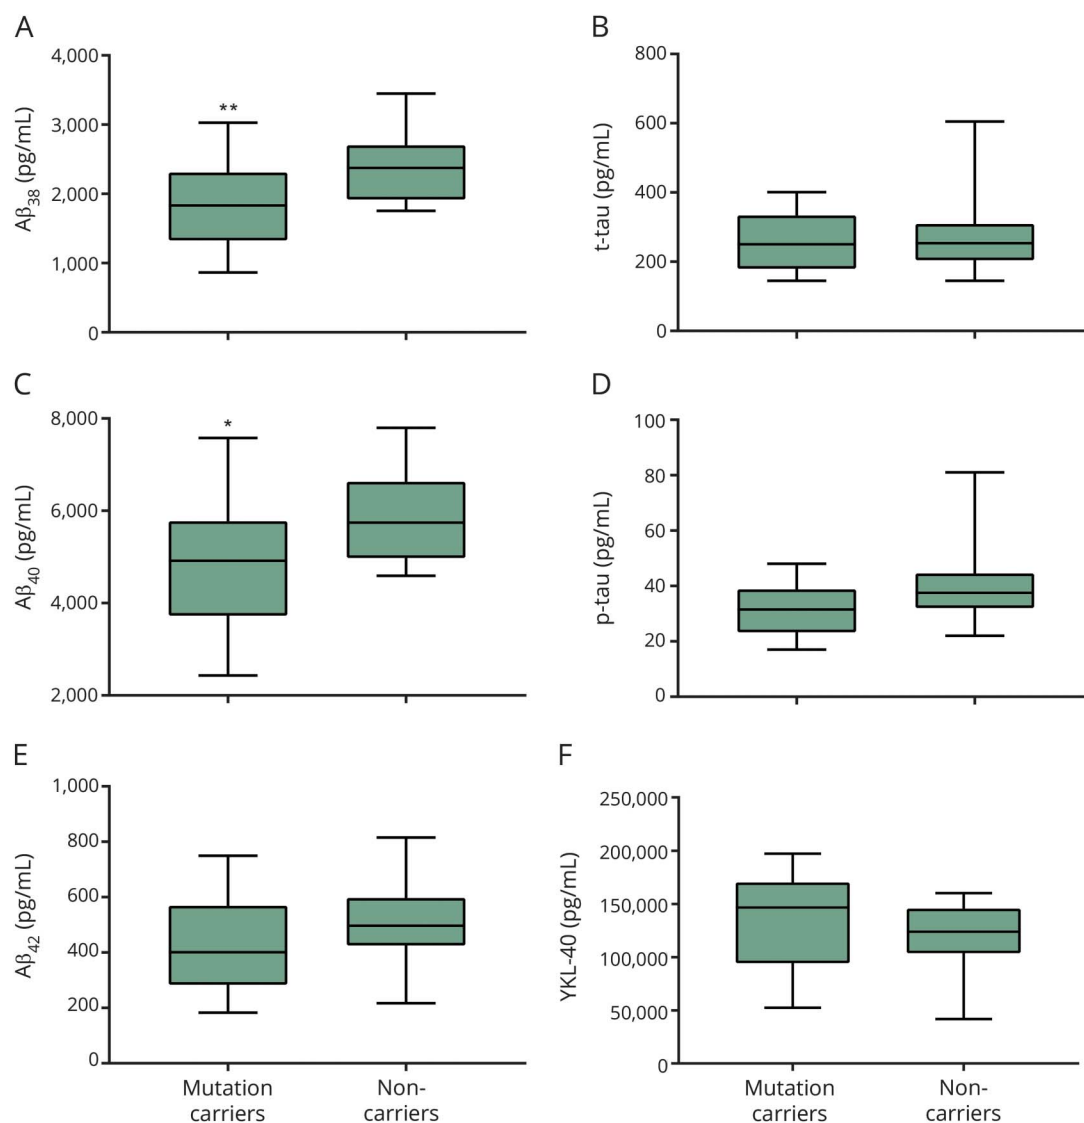 A
Aβ38 (pg/mL)
4,000
3,000
2,000
1,000
0
**
B
t-tau (pg/mL)
800
600
400
200
0
C
Aβ40 (pg/mL)
8,000
6,000
4,000
2,000
*
D
p-tau (pg/mL)
100
80
60
40
20
0
E
Aβ42 (pg/mL)
1,000
800
600
400
200
0
Mutation
carriers
Non-
carriers
F
YKL-40 (pg/mL)
250,000
200,000
150,000
100,000
50,000
0
Mutation
carriers
Non-
carriers